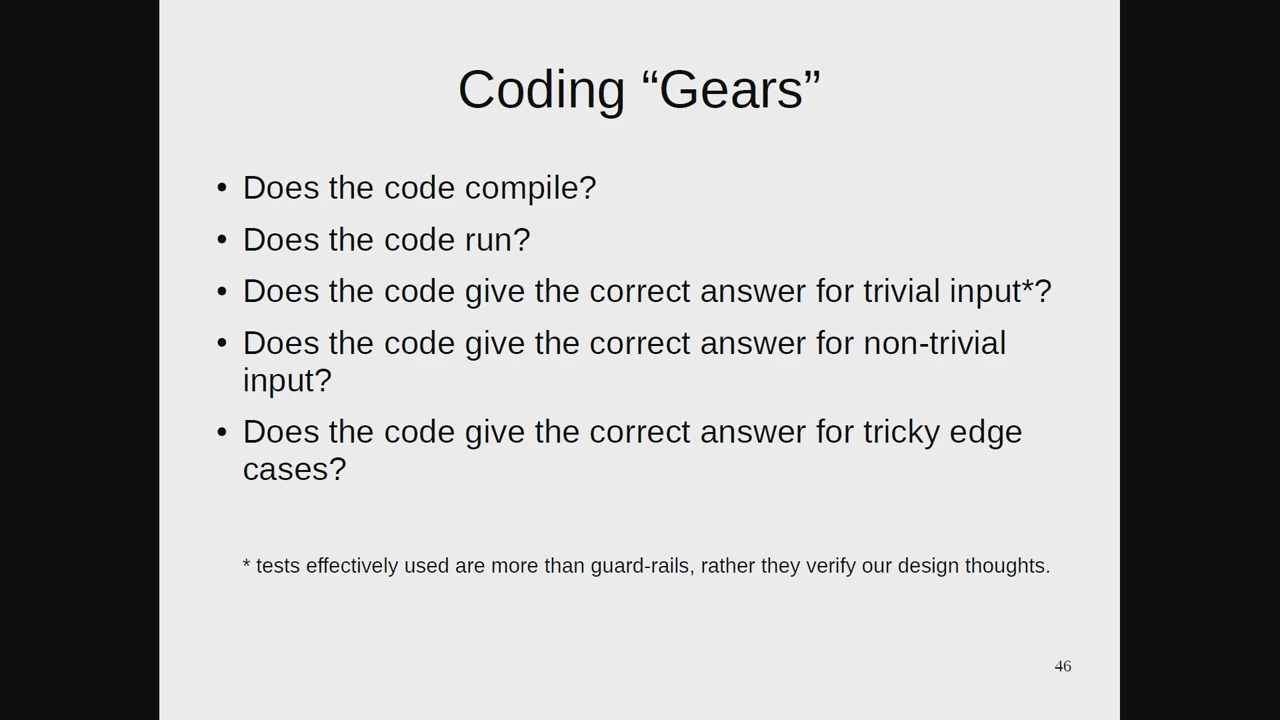 Coding “Gears”
• Does the code compile?
• Does the code run?
• Does the code give the correct answer for trivial input*?
• Does the code give the correct answer for non-trivial
input?
• Does the code give the correct answer for tricky edge
cases?
* tests effectively used are more than guard-rails, rather they verify our design thoughts.
46